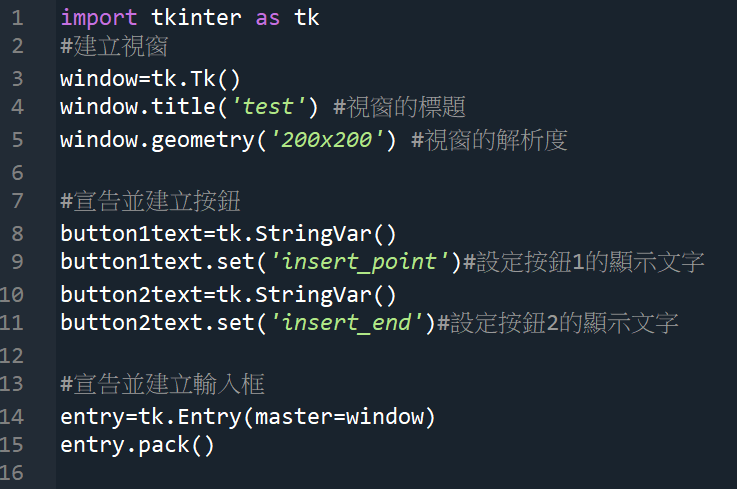 1 import tkinter as tk
2 #建立視窗
3 window=tk.Tk()
4 window.title('test') #視窗的標題
5 window.geometry('200x200') #視窗的解析度
6
7 #宣告並建立按鈕
8 button1text=tk.StringVar()
9 button1text.set('insert_point')#設定按鈕1的顯示文字
10 button2text=tk.StringVar()
11 button2text.set('insert_end')#設定按鈕2的顯示文字
12
13 #宣告並建立輸入框
14 entry=tk.Entry(master=window)
15 entry.pack()
16